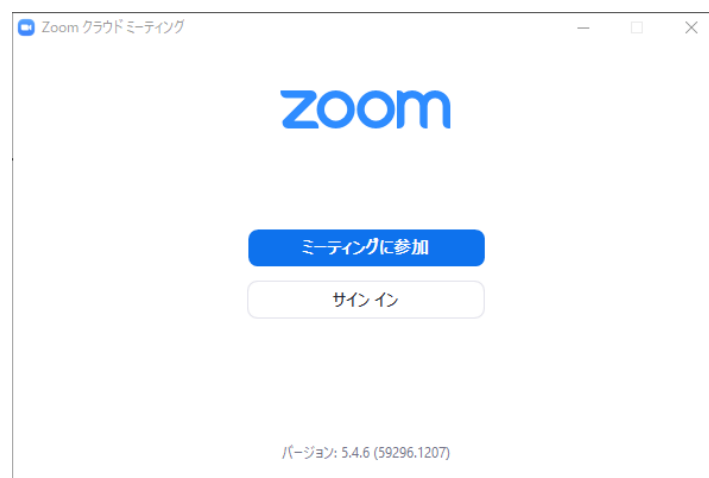 Zoom クラウド ミーティング
zoom
ミーティングに参加
サイン イン
バージョン: 5.4.6 (59296.1207)